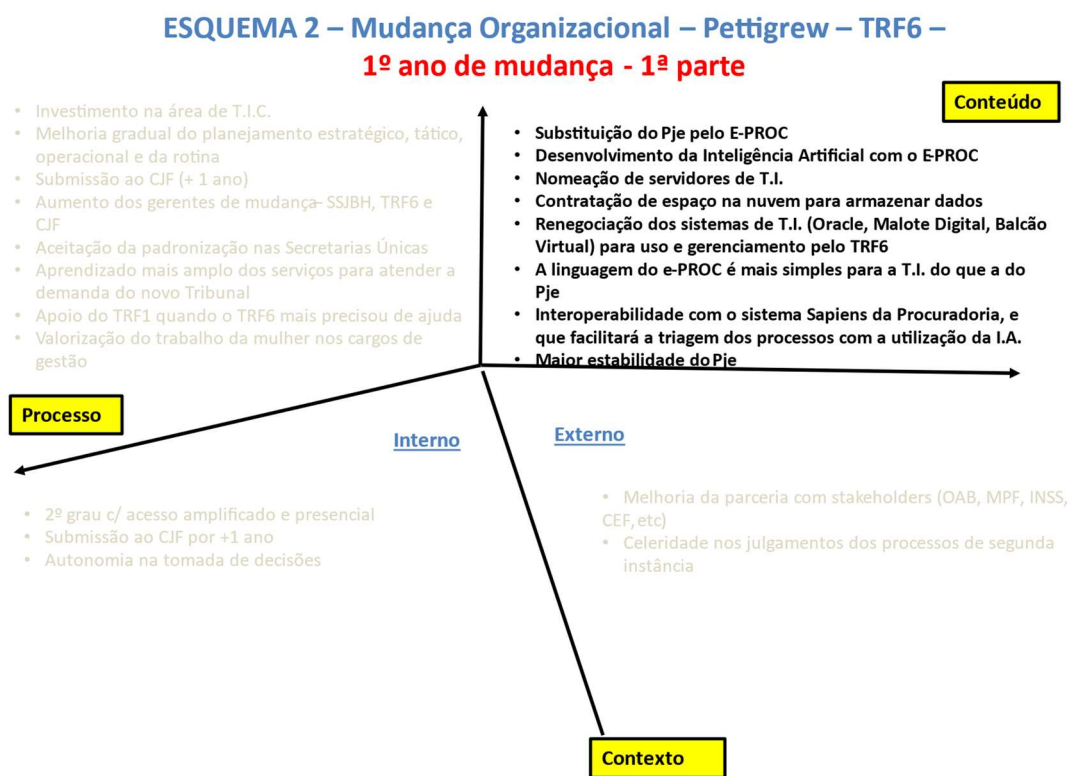 ESQUEMA 2 – Mudança Organizacional – Pettigrew – TRF6 –
1º ano de mudança - 1ª parte
Conteúdo
• Investimento na área de T.I.C.
• Melhoria gradual do planejamento estratégico, tático,
operacional e da rotina
• Submissão ao CJF (+ 1 ano)
• Aumento dos gerentes de mudança– SSJBH, TRF6 e
CJF
• Aceitação da padronização nas Secretarias Únicas
• Aprendizado mais amplo dos serviços para atender a
demanda do novo Tribunal
• Apoio do TRF1 quando o TRF6 mais precisou de ajuda
• Valorização do trabalho da mulher nos cargos de
gestão
• Substituição do Pje pelo E-PROC
• Desenvolvimento da Inteligência Artificial com o E-PROC
• Nomeação de servidores de T.I.
• Contratação de espaço na nuvem para armazenar dados
• Renegociação dos sistemas de T.I. (Oracle, Malote Digital, Balcão
Virtual) para uso e gerenciamento pelo TRF6
• A linguagem do e-PROC é mais simples para a T.I. do que a do
Pje
• Interoperabilidade com o sistema Sapiens da Procuradoria, e
que facilitará a triagem dos processos com a utilização da I.A.
• Maior estabilidade do Pje
Processo
Interno
Externo
• 2º grau c/ acesso amplificado e presencial
• Submissão ao CJF por +1 ano
• Autonomia na tomada de decisões
• Melhoria da parceria com stakeholders (OAB, MPF, INSS,
CEF, etc)
• Celeridade nos julgamentos dos processos de segunda
instância
Contexto